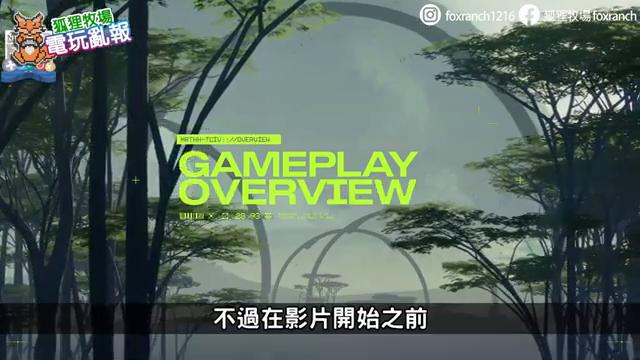 狐狸牧場
電玩亂報
foxranch1216
狐狸牧場foxranch
GAMEPLAY
OVERVIEW
不過在影片開始之前